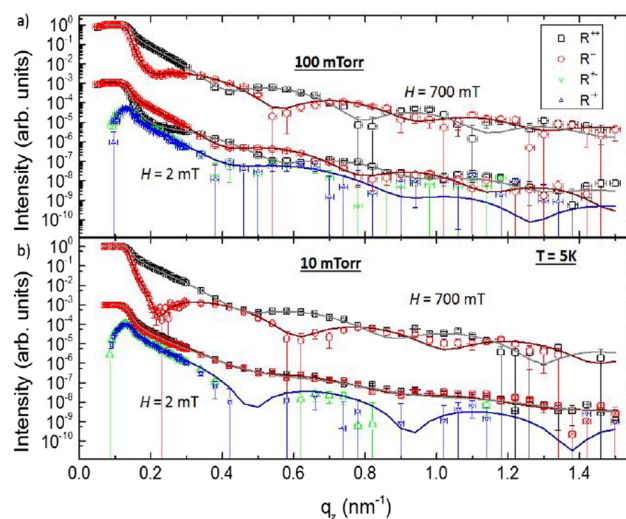 a)
100 mTorr
H = 700 mT
R⁺⁺
R⁻
R⁺⁻
R⁻⁺
Intensity (arb. units)
10⁰
10⁻¹
10⁻²
10⁻³
10⁻⁴
10⁻⁵
10⁻⁶
10⁻⁷
10⁻⁸
10⁻⁹
10⁻¹⁰
H = 2 mT
10 mTorr
T = 5K
H = 700 mT
Intensity (arb. units)
10⁰
10⁻¹
10⁻²
10⁻³
10⁻⁴
10⁻⁵
10⁻⁶
10⁻⁷
10⁻⁸
10⁻⁹
10⁻¹⁰
H = 2 mT
0.0 0.2 0.4 0.6 0.8 1.0 1.2 1.4
q_z (nm⁻¹)